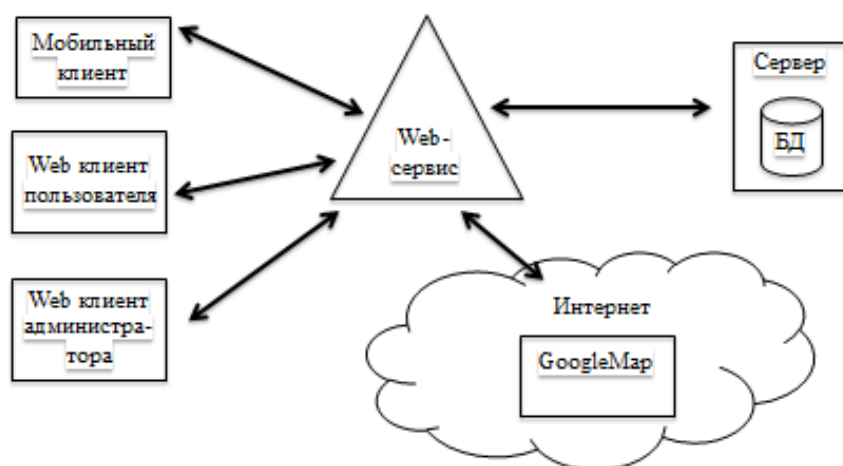 Мобильный
клиент
Web клиент
пользователя
Web клиент
администра-
тора
Web-
сервис
Сервер
БД
Интернет
GoogleMap